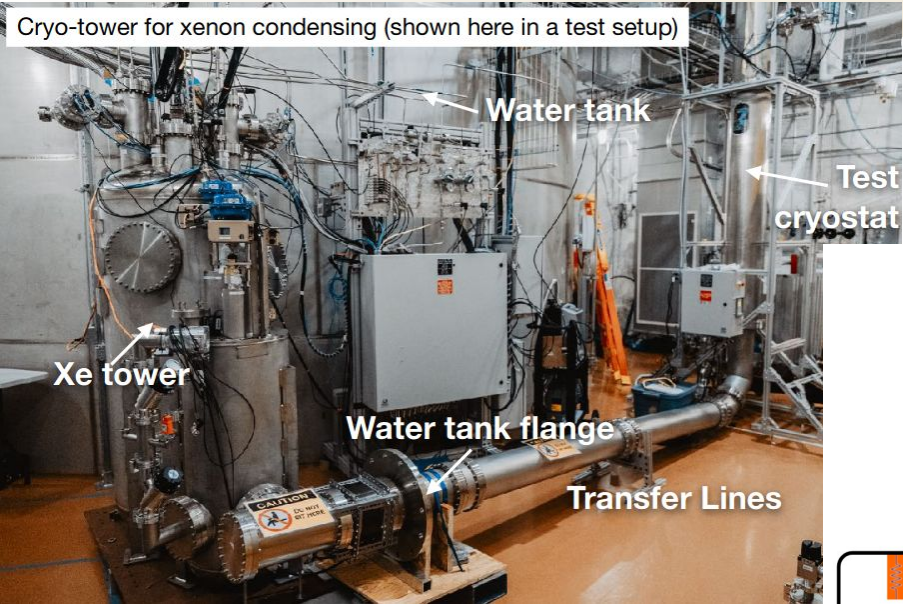 Cryo-tower for xenon condensing (shown here in a test setup)
Water tank
Test
cryostat
Xe tower
Water tank flange
Transfer Lines
CAUTION
DO NOT
SIT HERE